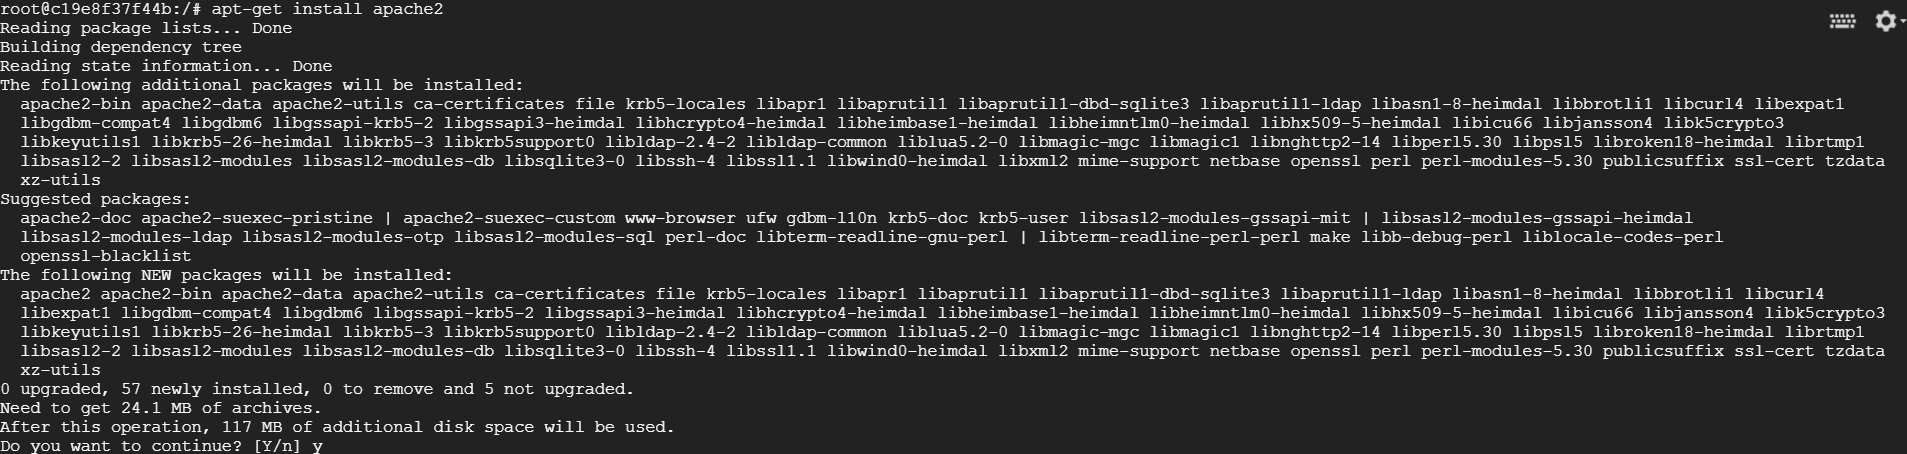 root@c19e8f37f44b:/# apt-get install apache2
Reading package lists... Done
Building dependency tree
Reading state information... Done
The following additional packages will be installed:
  apache2-bin apache2-data apache2-utils ca-certificates file krb5-locales libapr1 libaprutil1 libaprutil1-dbd-sqlite3 libaprutil1-ldap libasn1-8-heimdal libbrotli1 libcurl4 libexpat1
  libgdbm-compat4 libgdbm6 libgssapi-krb5-2 libgssapi3-heimdal libhcrypto4-heimdal libheimbase1-heimdal libheimntlm0-heimdal libhx509-5-heimdal libicu66 libjansson4 libk5crypto3
  libkeyutils1 libkrb5-26-heimdal libkrb5-3 libkrb5support0 libldap-2.4-2 libldap-common liblua5.2-0 libmagic-mgc libmagic1 libnghttp2-14 libperl5.30 libpsl5 libroken18-heimdal librtmp1
  libsasl2-2 libsasl2-modules libsasl2-modules-db libsqlite3-0 libssh-4 libssl1.1 libwind0-heimdal libxml2 mime-support netbase openssl perl perl-modules-5.30 publicsuffix ssl-cert tzdata
  xz-utils
Suggested packages:
  apache2-doc apache2-suexec-pristine | apache2-suexec-custom www-browser ufw gdbm-l10n krb5-doc krb5-user libsasl2-modules-gssapi-mit | libsasl2-modules-gssapi-heimdal
  libsasl2-modules-ldap libsasl2-modules-otp libsasl2-modules-sql perl-doc libterm-readline-gnu-perl | libterm-readline-perl-perl make libb-debug-perl liblocale-codes-perl
  openssl-blacklist
The following NEW packages will be installed:
  apache2 apache2-bin apache2-data apache2-utils ca-certificates file krb5-locales libapr1 libaprutil1 libaprutil1-dbd-sqlite3 libaprutil1-ldap libasn1-8-heimdal libbrotli1 libcurl4
  libexpat1 libgdbm-compat4 libgdbm6 libgssapi-krb5-2 libgssapi3-heimdal libhcrypto4-heimdal libheimbase1-heimdal libheimntlm0-heimdal libhx509-5-heimdal libicu66 libjansson4 libk5crypto3
  libkeyutils1 libkrb5-26-heimdal libkrb5-3 libkrb5support0 libldap-2.4-2 libldap-common liblua5.2-0 libmagic-mgc libmagic1 libnghttp2-14 libperl5.30 libpsl5 libroken18-heimdal librtmp1
  libsasl2-2 libsasl2-modules libsasl2-modules-db libsqlite3-0 libssh-4 libssl1.1 libwind0-heimdal libxml2 mime-support netbase openssl perl perl-modules-5.30 publicsuffix ssl-cert tzdata
  xz-utils
0 upgraded, 57 newly installed, 0 to remove and 5 not upgraded.
Need to get 24.1 MB of archives.
After this operation, 117 MB of additional disk space will be used.
Do you want to continue? [Y/n] y